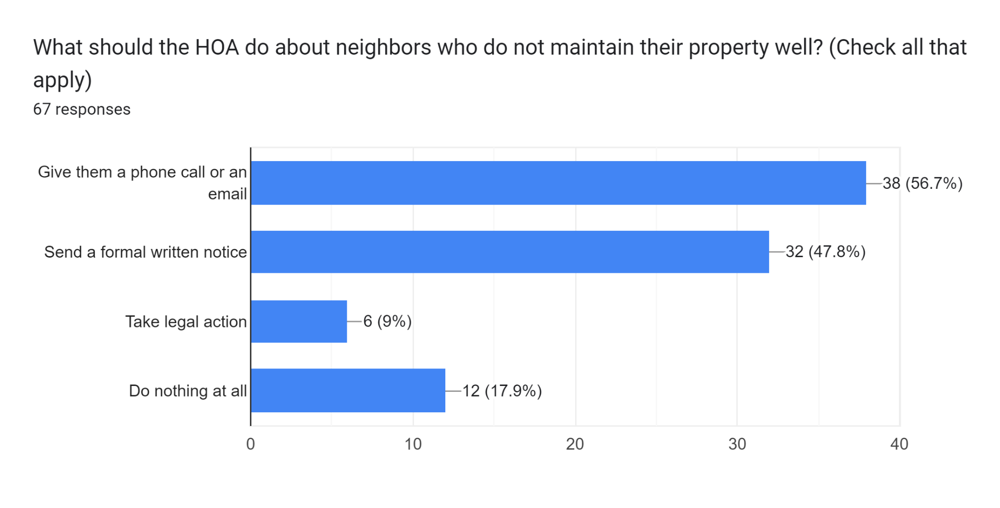 What should the HOA do about neighbors who do not maintain their property well? (Check all that
apply)
67 responses
Give them a phone call or an
email
38 (56.7%)
Send a formal written notice
32 (47.8%)
Take legal action
6 (9%)
Do nothing at all
12 (17.9%)
0 10 20 30 40